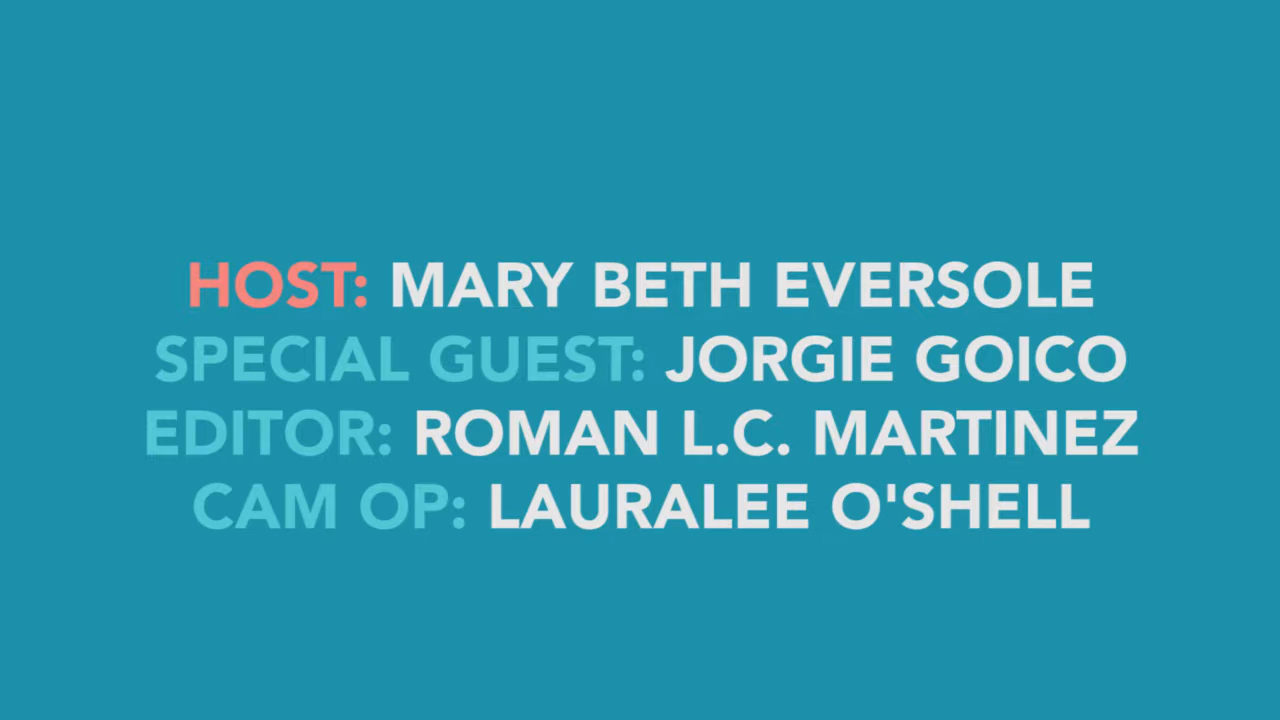 HOST: MARY BETH EVERSOLE
SPECIAL GUEST: JORGIE GOICO
EDITOR: ROMAN L.C. MARTINEZ
CAM OP: LAURALEE O'SHELL